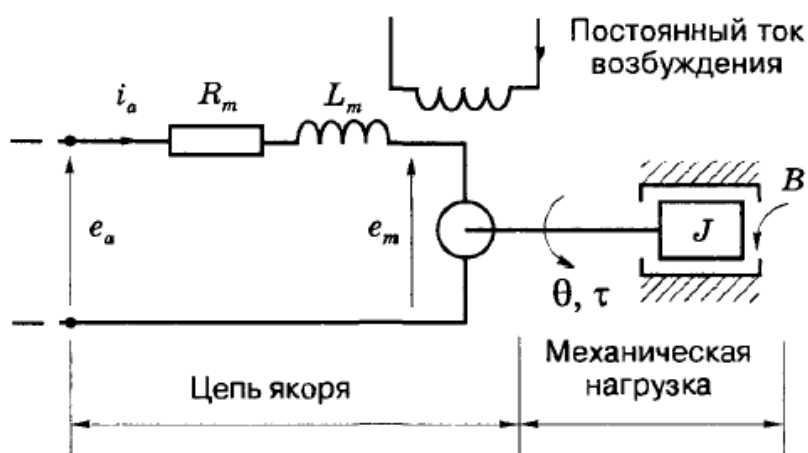 Постоянный ток
возбуждения
i_a
R_m
L_m
B
e_a
e_m
J
θ, τ
Цепь якоря
Механическая
нагрузка